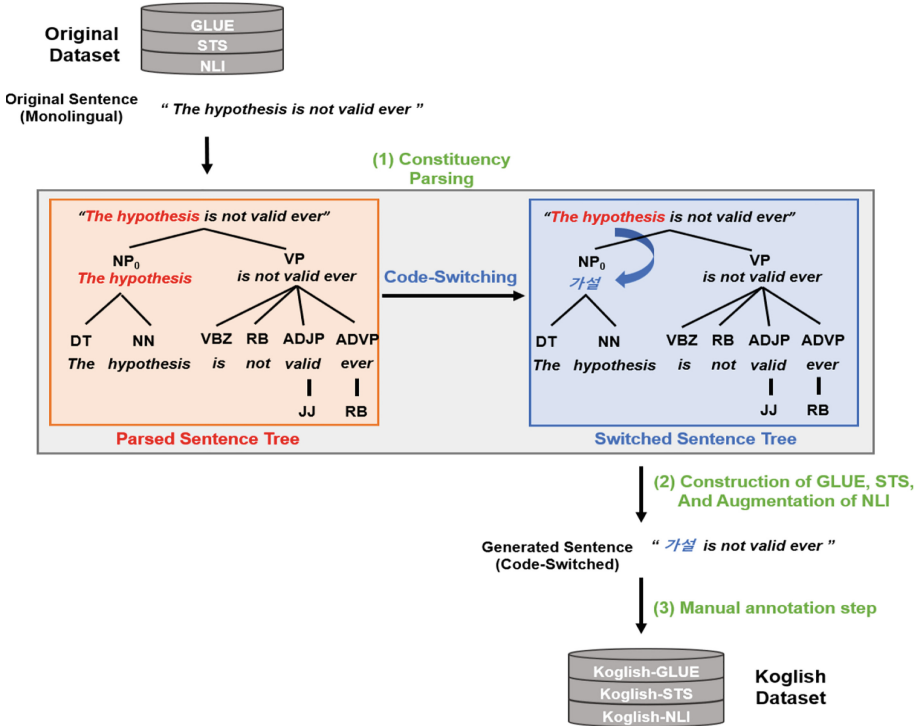 Original
Dataset
GLUE
STS
NLI
Original Sentence
(Monolingual)
“ The hypothesis is not valid ever ”
(1) Constituency
Parsing
“The hypothesis is not valid ever”
NP0
The hypothesis
VP
is not valid ever
DT NN VBZ RB ADJP ADVP
The hypothesis is not valid ever
JJ RB
Parsed Sentence Tree
Code-Switching
“The hypothesis is not valid ever”
NP0
가설
VP
is not valid ever
DT NN VBZ RB ADJP ADVP
The hypothesis is not valid ever
JJ RB
Switched Sentence Tree
(2) Construction of GLUE, STS,
And Augmentation of NLI
Generated Sentence
(Code-Switched)
“ 가설 is not valid ever ”
(3) Manual annotation step
Koglish-GLUE
Koglish-STS
Koglish-NLI
Koglish
Dataset